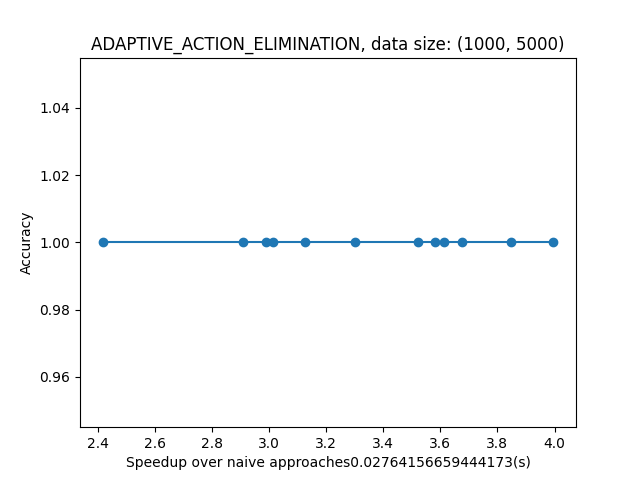 ADAPTIVE_ACTION_ELIMINATION, data size: (1000, 5000)
Accuracy
1.04
1.02
1.00
0.98
0.96
2.4 2.6 2.8 3.0 3.2 3.4 3.6 3.8 4.0
Speedup over naive approaches0.02764156659444173(s)